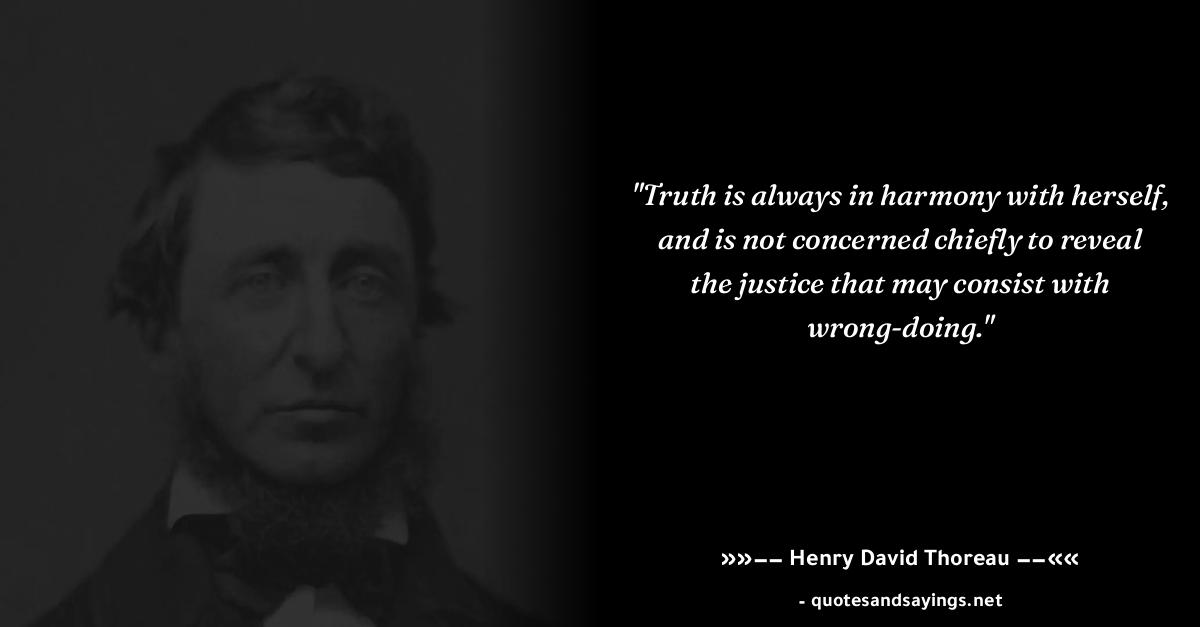 "Truth is always in harmony with herself,
and is not concerned chiefly to reveal
the justice that may consist with
wrong-doing."
»»−− Henry David Thoreau −−««
- quotesandsayings.net